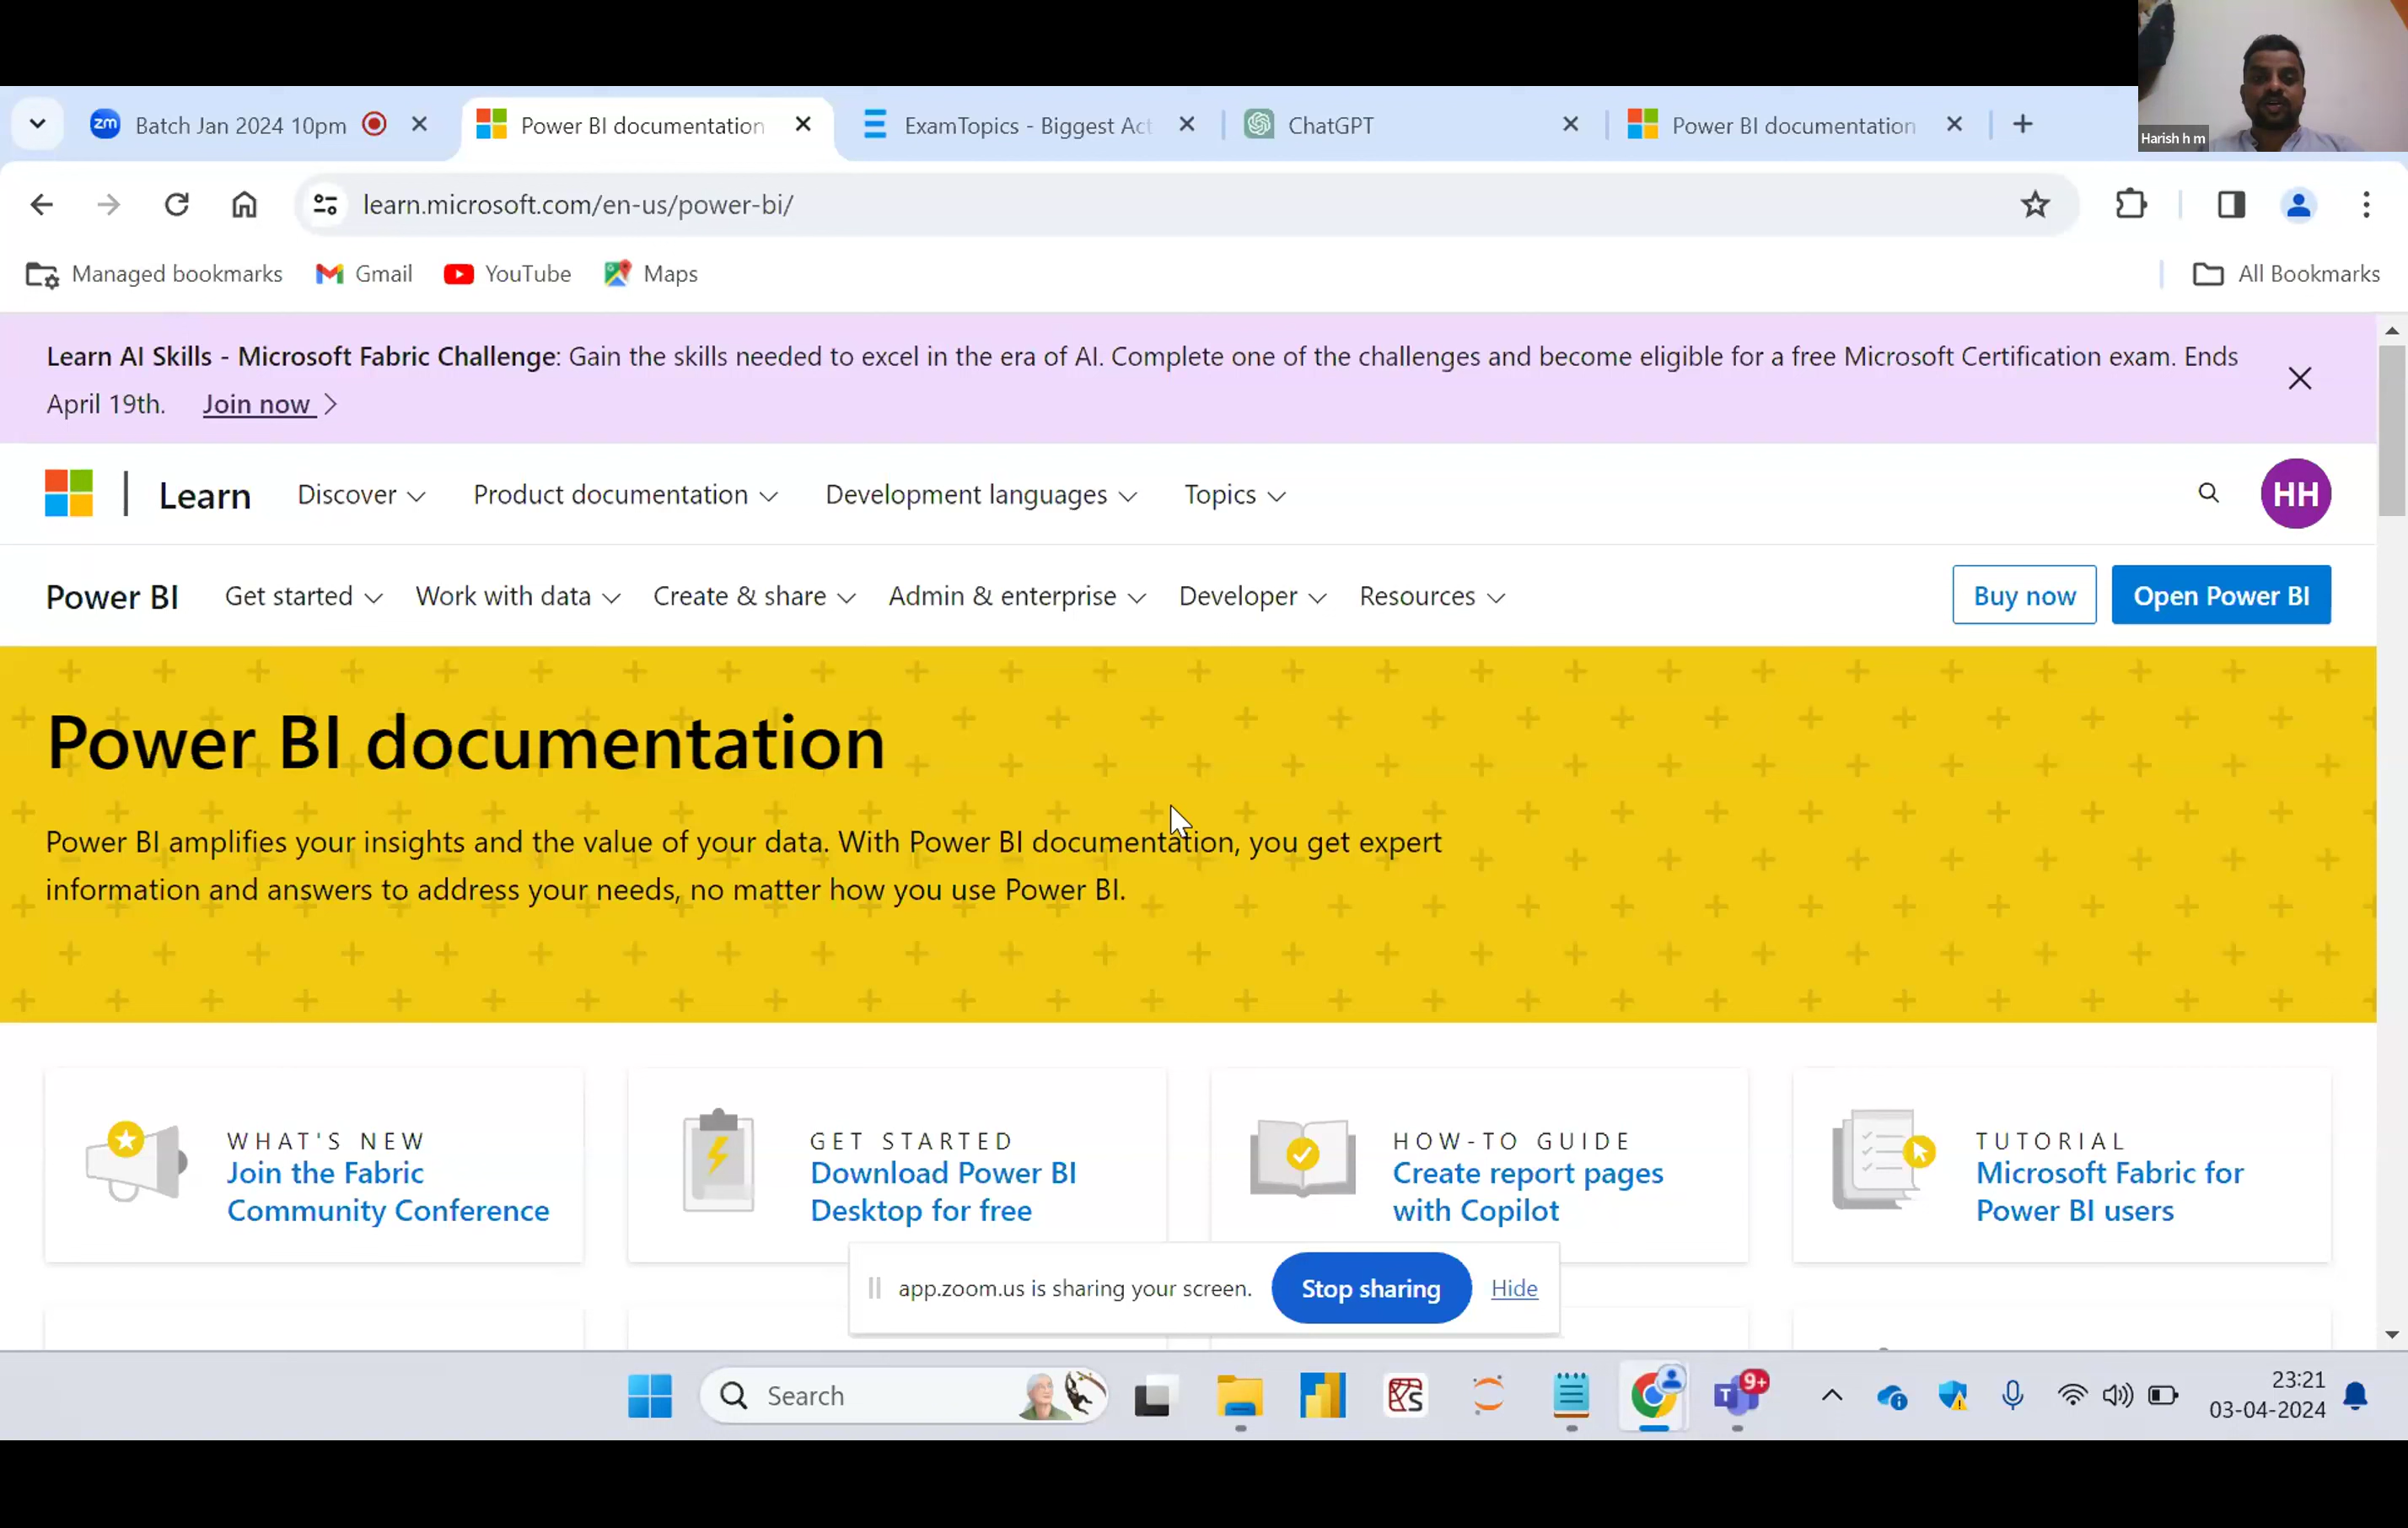 Harish h m
zm
Batch Jan 2024 10pm
Power BI documentation
ExamTopics - Biggest Act
ChatGPT
Power BI documentation
learn.microsoft.com/en-us/power-bi/
Managed bookmarks
Gmail
YouTube
Maps
All Bookmarks
Learn AI Skills - Microsoft Fabric Challenge: Gain the skills needed to excel in the era of AI. Complete one of the challenges and become eligible for a free Microsoft Certification exam. Ends
April 19th. Join now
Learn
Discover
Product documentation
Development languages
Topics
HH
Power BI
Get started
Work with data
Create & share
Admin & enterprise
Developer
Resources
Buy now
Open Power BI
Power BI documentation
Power BI amplifies your insights and the value of your data. With Power BI documentation, you get expert
information and answers to address your needs, no matter how you use Power BI.
WHAT'S NEW
Join the Fabric
Community Conference
GET STARTED
Download Power BI
Desktop for free
HOW-TO GUIDE
Create report pages
with Copilot
TUTORIAL
Microsoft Fabric for
Power BI users
app.zoom.us is sharing your screen.
Stop sharing
Hide
Search
S
T
9+
23:21
03-04-2024